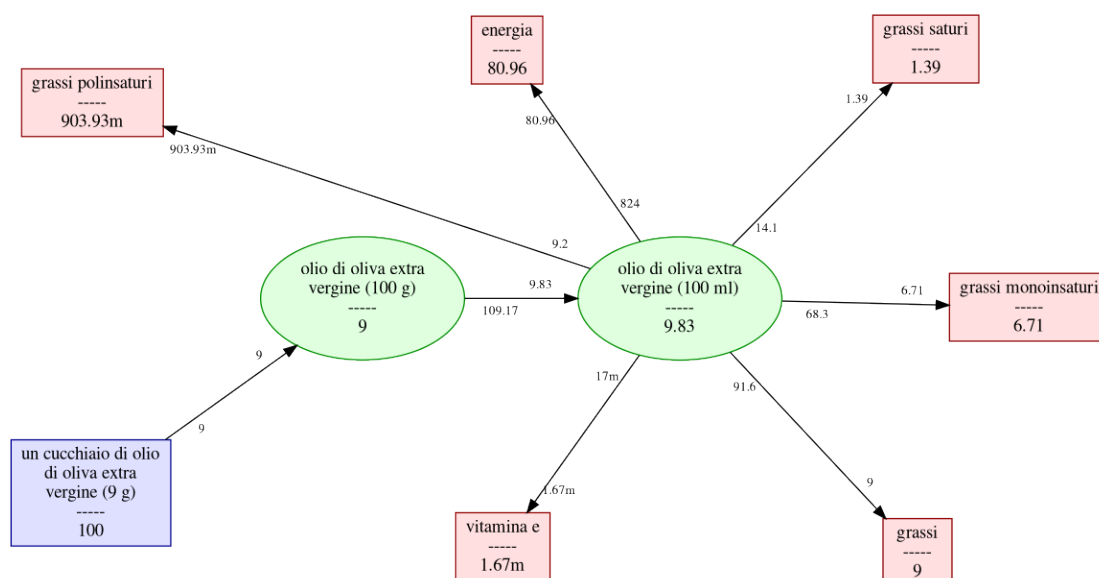 energia
-----
80.96
grassi saturi
-----
1.39
grassi polinsaturi
-----
903.93m
1.39
80.96
903.93m
824
14.1
9.2
olio di oliva extra
vergine (100 g)
-----
9
9.83
109.17
olio di oliva extra
vergine (100 ml)
-----
9.83
6.71
68.3
grassi monoinsaturi
-----
6.71
9
9
17m
91.6
un cucchiaio di olio
di oliva extra
vergine (9 g)
-----
100
1.67m
9
vitamina e
-----
1.67m
grassi
-----
9